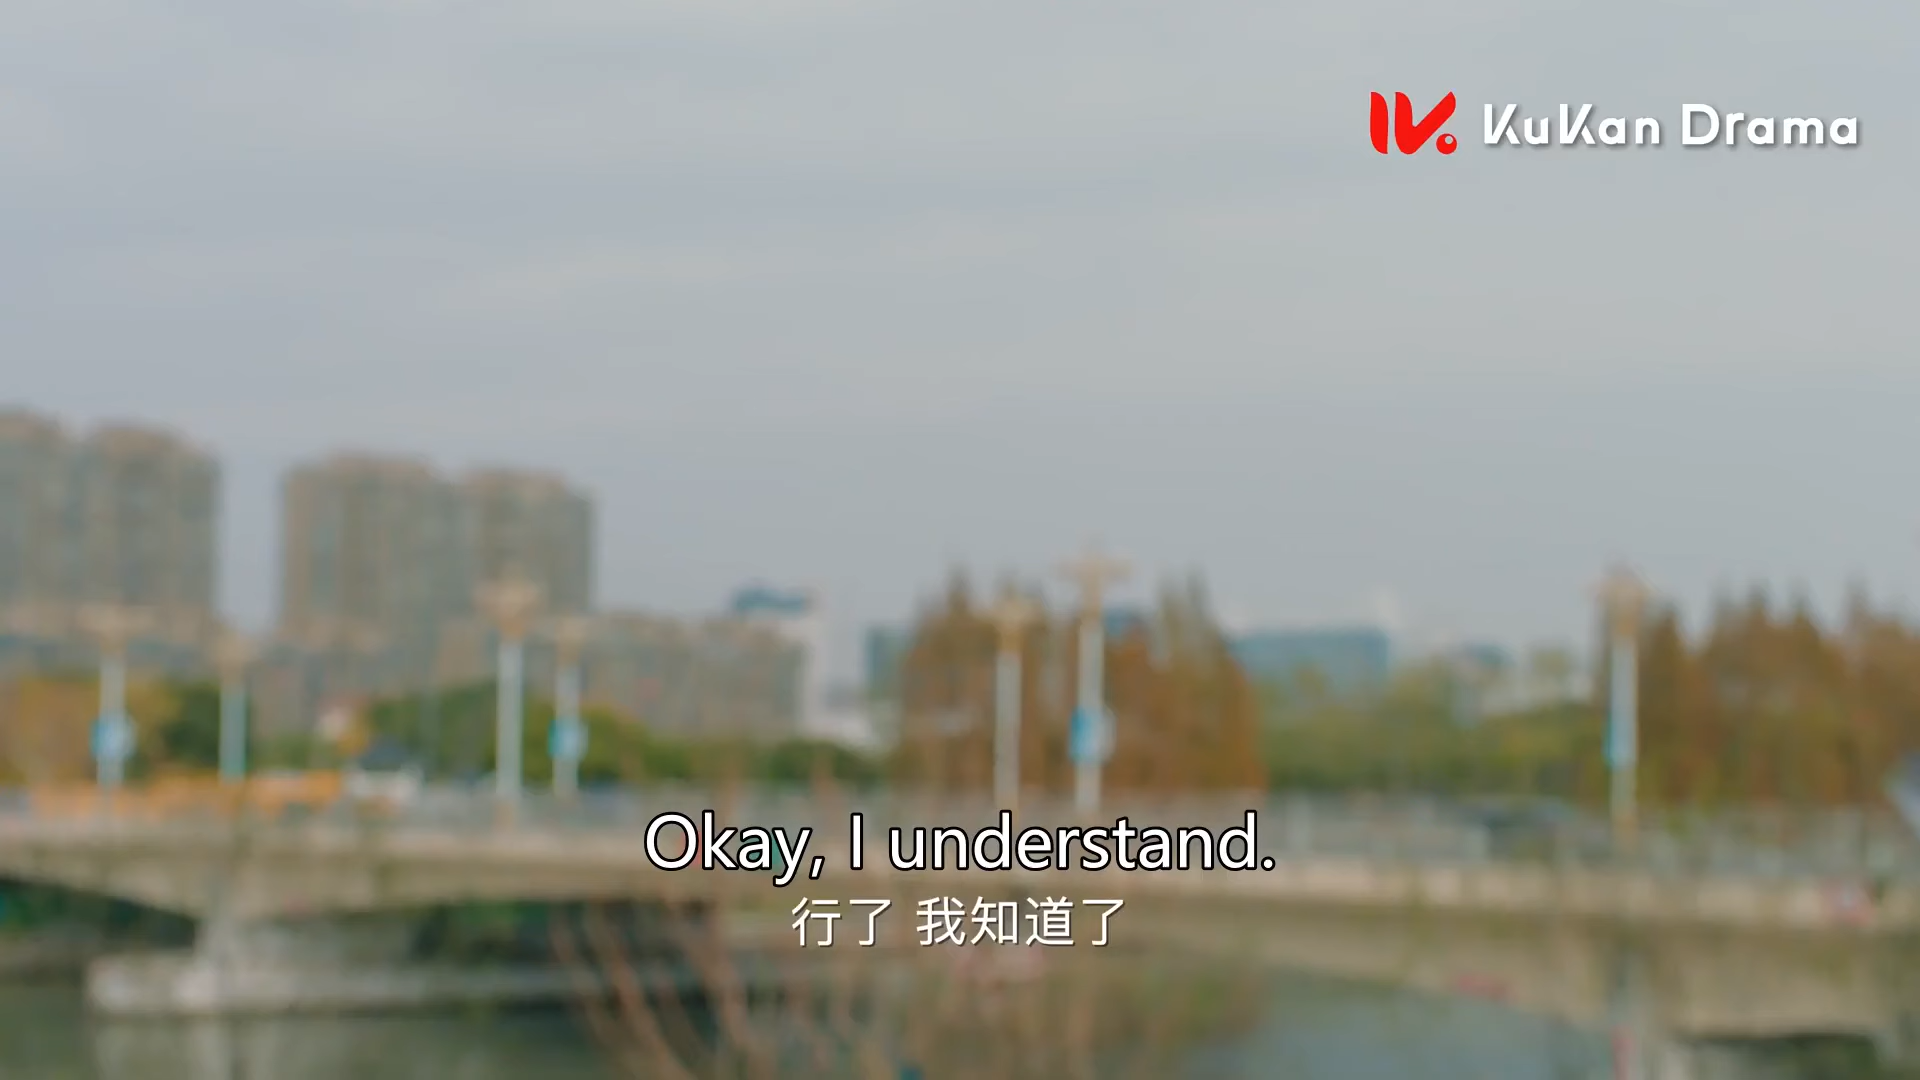 KuKan Drama
Okay, I understand.
行了 我知道了